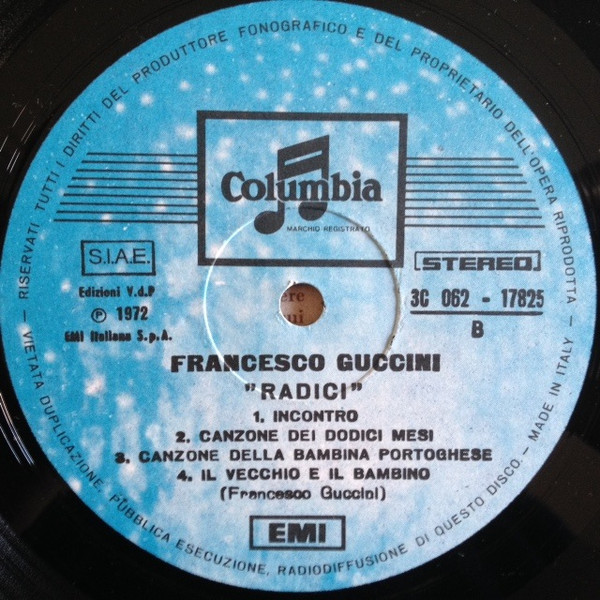 RISERVATI TUTTI I DIRITTI DEL PRODUTTORE FONOGRAFICO E DEL PROPRIETARIO DELL'OPERA RIPRODOTTA
Columbia
MARCHIO REGISTRATO
S.I.A.E.
Edizioni V.d.P
℗ 1972
EMI Italiana S.p.A.
STEREO
3C 062 - 17825
B
FRANCESCO GUCCINI
"RADICI"
1. INCONTRO
2. CANZONE DEI DODICI MESI
3. CANZONE DELLA BAMBINA PORTOGHESE
4. IL VECCHIO E IL BAMBINO
(Francesco Guccini)
EMI
— VIETATA DUPLICAZIONE, PUBBLICA ESECUZIONE, RADIODIFFUSIONE DI QUESTO DISCO. — MADE IN ITALY —